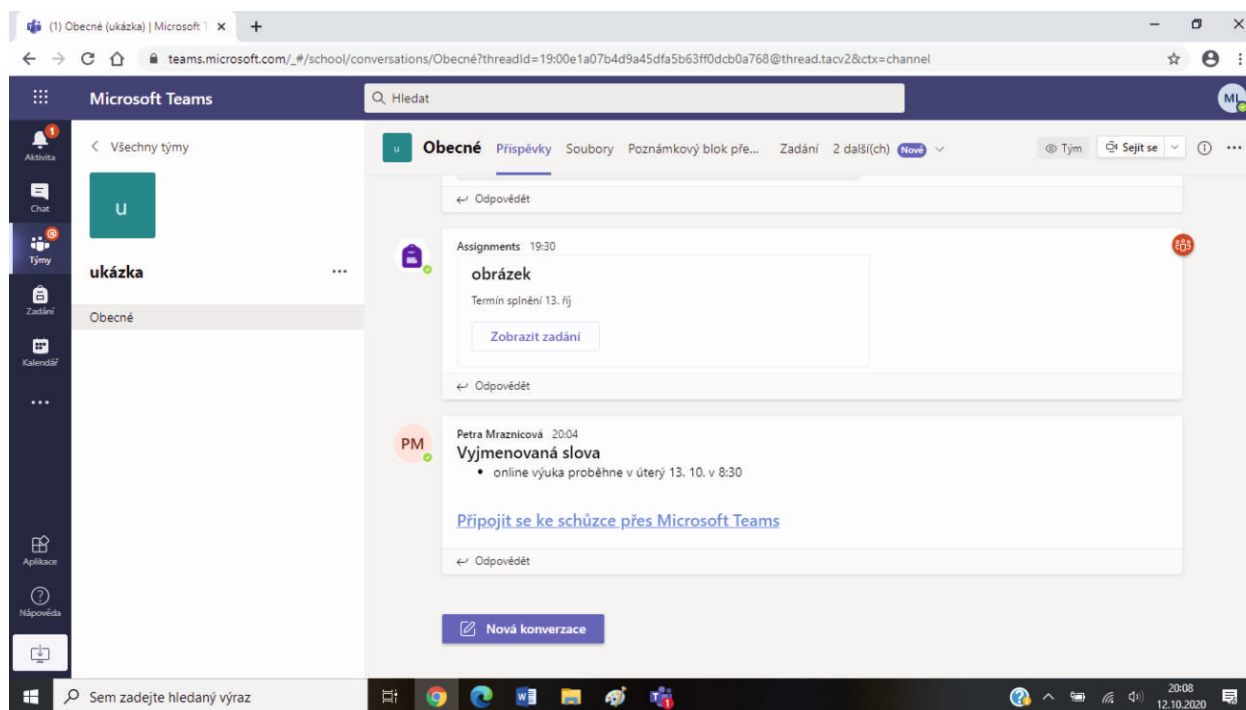 (1) Obecné (ukázka) | Microsoft T
teams.microsoft.com/_#/school/conversations/Obecné?threadId=19:00e1a07b4d9a45dfa5b63ff0dcb0a768@thread.tacv2&ctx=channel
Microsoft Teams
Hledat
ML
1
Aktivita
Chat
Týmy
Zadání
Kalendář
Aplikace
Nápověda
Všechny týmy
u
ukázka
Obecné
u Obecné Příspěvky Soubory Poznámkový blok pře... Zadání 2 další(ch) Nové
Tým Sejít se
Odpovědět
Assignments 19:30
obrázek
Termín splnění 13. říj
Zobrazit zadání
Odpovědět
PM
Petra Mraznicová 20:04
Vyjmenovaná slova
• online výuka proběhne v úterý 13. 10. v 8:30
Připojit se ke schůzce přes Microsoft Teams
Odpovědět
Nová konverzace
Sem zadejte hledaný výraz
20:08
12.10.2020